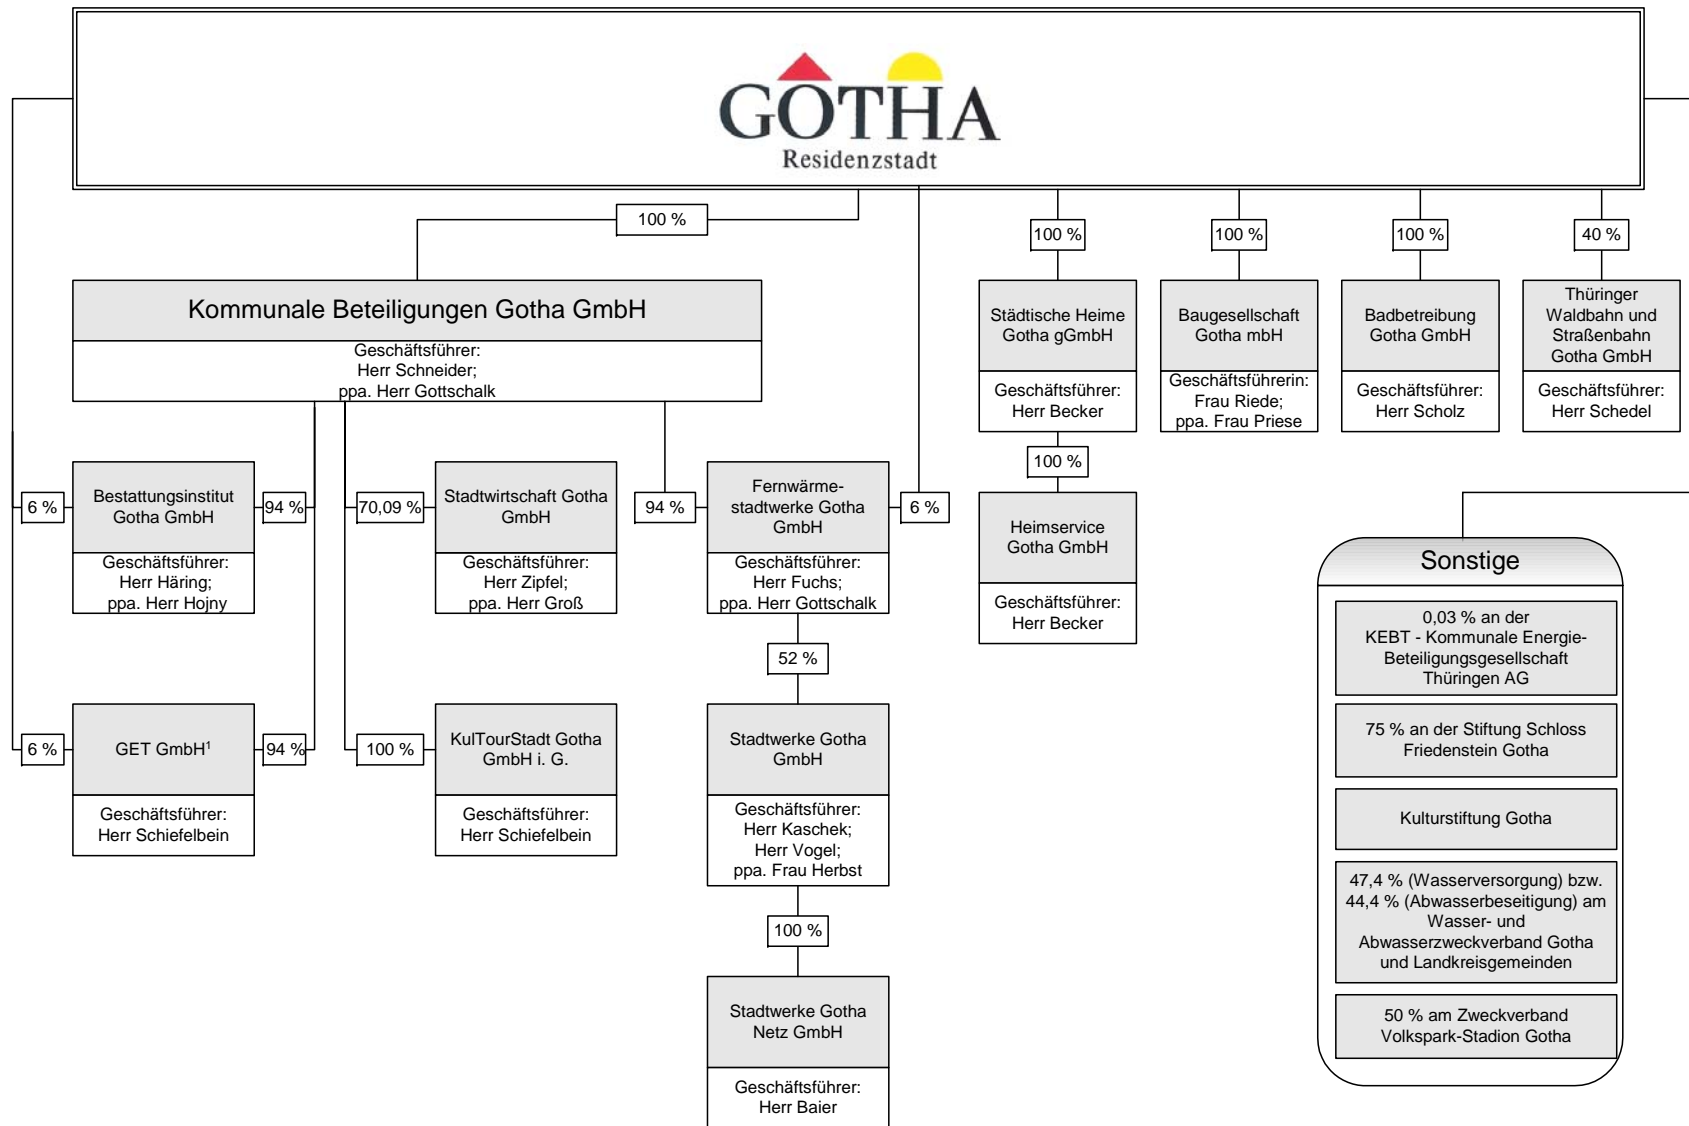 GOTHA
Residenzstadt
100 %
100 %
100 %
100 %
40 %
Kommunale Beteiligungen Gotha GmbH
Geschäftsführer:
Herr Schneider;
ppa. Herr Gottschalk
Städtische Heime
Gotha gGmbH
Geschäftsführer:
Herr Becker
Baugesellschaft
Gotha mbH
Geschäftsführerin:
Frau Riede;
ppa. Frau Priese
Badbetreibung
Gotha GmbH
Geschäftsführer:
Herr Scholz
Thüringer
Waldbahn und
Straßenbahn
Gotha GmbH
Geschäftsführer:
Herr Schedel
6 %
Bestattungsinstitut
Gotha GmbH
Geschäftsführer:
Herr Häring;
ppa. Herr Hojny
94 %
70,09 %
Stadtwirtschaft Gotha
GmbH
Geschäftsführer:
Herr Zipfel;
ppa. Herr Groß
94 %
Fernwärme-
stadtwerke Gotha
GmbH
Geschäftsführer:
Herr Fuchs;
ppa. Herr Gottschalk
6 %
100 %
Heimservice
Gotha GmbH
Geschäftsführer:
Herr Becker
52 %
6 %
GET GmbH¹
Geschäftsführer:
Herr Schiefelbein
94 %
100 %
KulTourStadt Gotha
GmbH i. G.
Geschäftsführer:
Herr Schiefelbein
Stadtwerke Gotha
GmbH
Geschäftsführer:
Herr Kaschek;
Herr Vogel;
ppa. Frau Herbst
100 %
Stadtwerke Gotha
Netz GmbH
Geschäftsführer:
Herr Baier
Sonstige
0,03 % an der
KEBT - Kommunale Energie-
Beteiligungsgesellschaft
Thüringen AG
75 % an der Stiftung Schloss
Friedenstein Gotha
Kulturstiftung Gotha
47,4 % (Wasserversorgung) bzw.
44,4 % (Abwasserbeseitigung) am
Wasser- und
Abwasserzweckverband Gotha
und Landkreisgemeinden
50 % am Zweckverband
Volkspark-Stadion Gotha